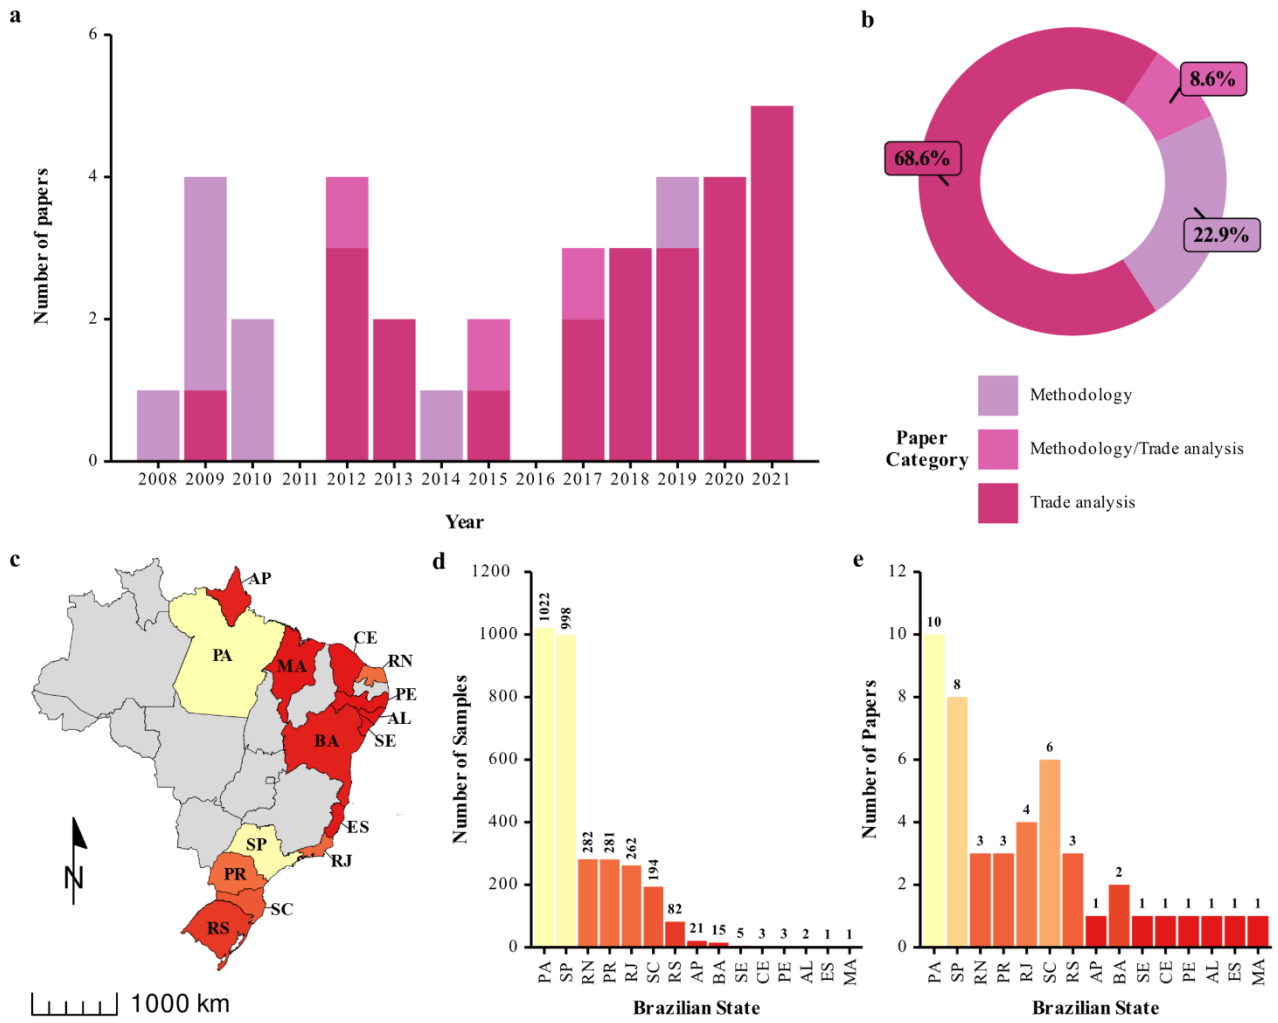 a
6
4
2
0
Number of papers
2008 2009 2010 2011 2012 2013 2014 2015 2016 2017 2018 2019 2020 2021
Year
b
8.6%
68.6%
22.9%
Paper
Category
Methodology
Methodology/Trade analysis
Trade analysis
c
AP
CE
RN
PA
MA
PE
AL
SE
BA
ES
SP
RJ
PR
SC
RS
N
1000 km
d
1200
1000
800
600
400
200
0
Number of Samples
1022 998 282 281 262 194 82 21 15 5 3 3 2 1 1
PA SP RN PR RJ SC RS AP BA SE CE PE AL ES MA
Brazilian State
e
12
10
8
6
4
2
0
Number of Papers
10 8 3 3 4 6 3 1 2 1 1 1 1 1 1
PA SP RN PR RJ SC RS AP BA SE CE PE AL ES MA
Brazilian State